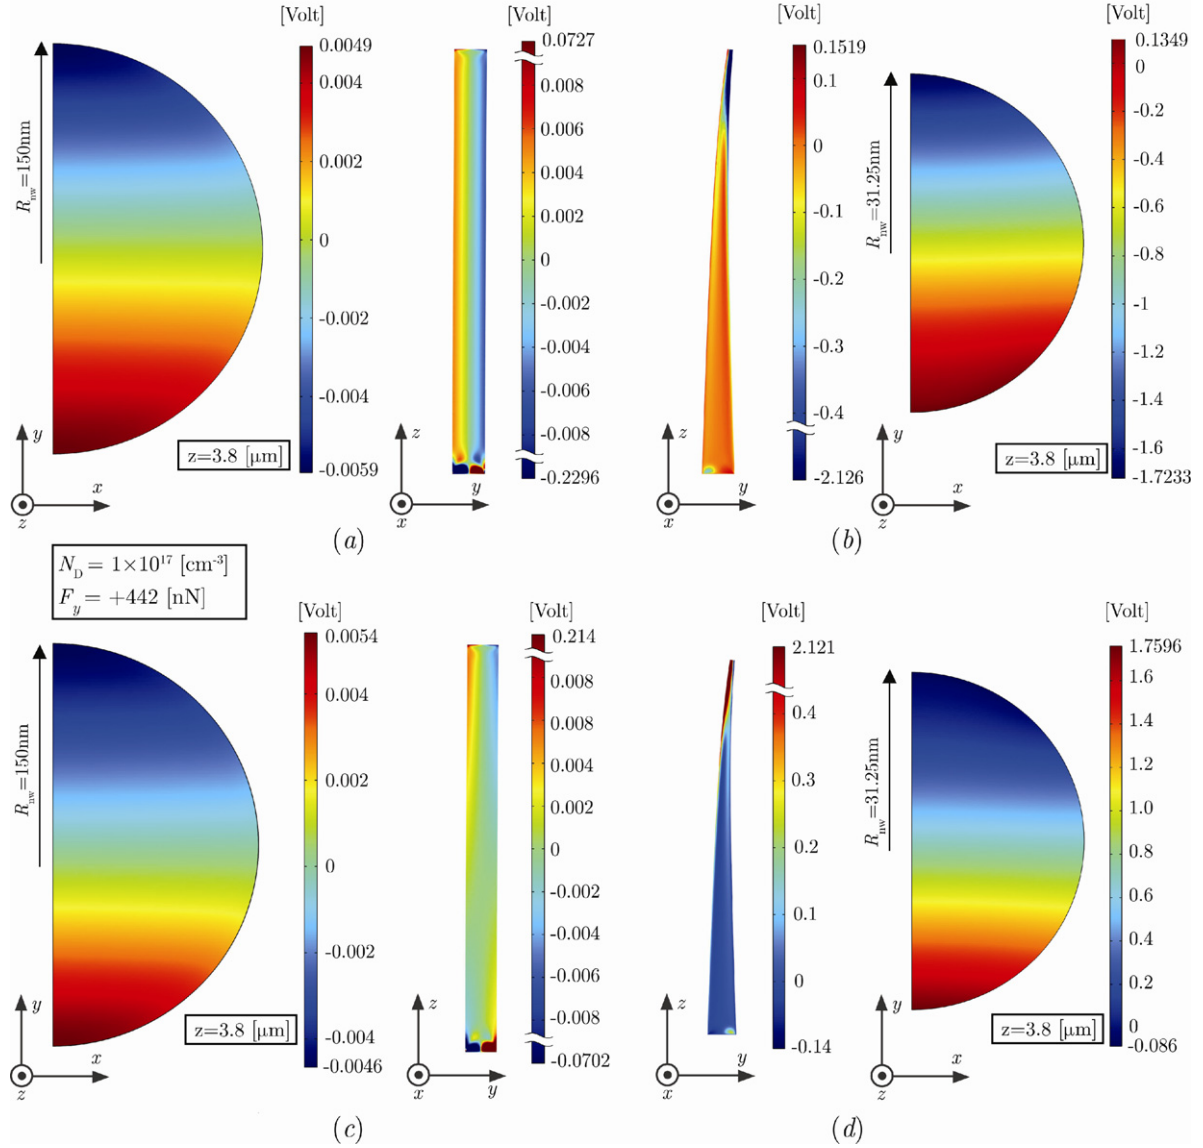 [Volt]
0.0049
0.004
0.002
0
-0.002
-0.004
-0.0059
R_nw=150nm
z=3.8 [μm]
y
x
z
[Volt]
0.0727
0.008
0.006
0.004
0.002
0
-0.002
-0.004
-0.006
-0.008
-0.2296
z
y
x
(a)
[Volt]
0.1519
0.1
0
-0.1
-0.2
-0.3
-0.4
-2.126
z
y
x
[Volt]
0.1349
0
-0.2
-0.4
-0.6
-0.8
-1
-1.2
-1.4
-1.6
-1.7233
R_nw=31.25nm
z=3.8 [μm]
y
x
z
(b)
N_D = 1×10¹⁷ [cm⁻³]
F_y = +442 [nN]
[Volt]
0.0054
0.004
0.002
0
-0.002
-0.004
-0.0046
R_nw=150nm
z=3.8 [μm]
y
x
z
[Volt]
0.214
0.008
0.008
0.004
0.002
0
-0.002
-0.004
-0.006
-0.008
-0.0702
z
y
x
(c)
[Volt]
2.121
0.4
0.3
0.2
0.1
0
-0.14
z
y
x
[Volt]
1.7596
1.6
1.4
1.2
1.0
0.8
0.6
0.4
0.2
0
-0.086
R_nw=31.25nm
z=3.8 [μm]
y
x
z
(d)